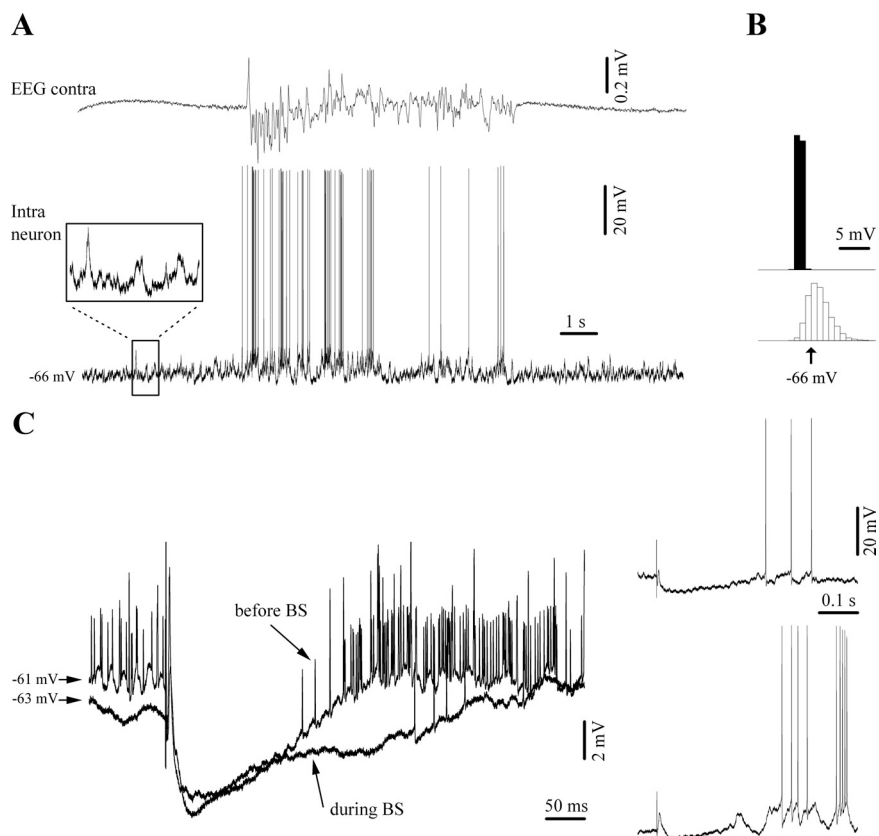 A
B
EEG contra
0.2 mV
Intra
neuron
20 mV
5 mV
1 s
-66 mV
-66 mV
C
20 mV
before BS
0.1 s
-61 mV
-63 mV
2 mV
during BS
50 ms